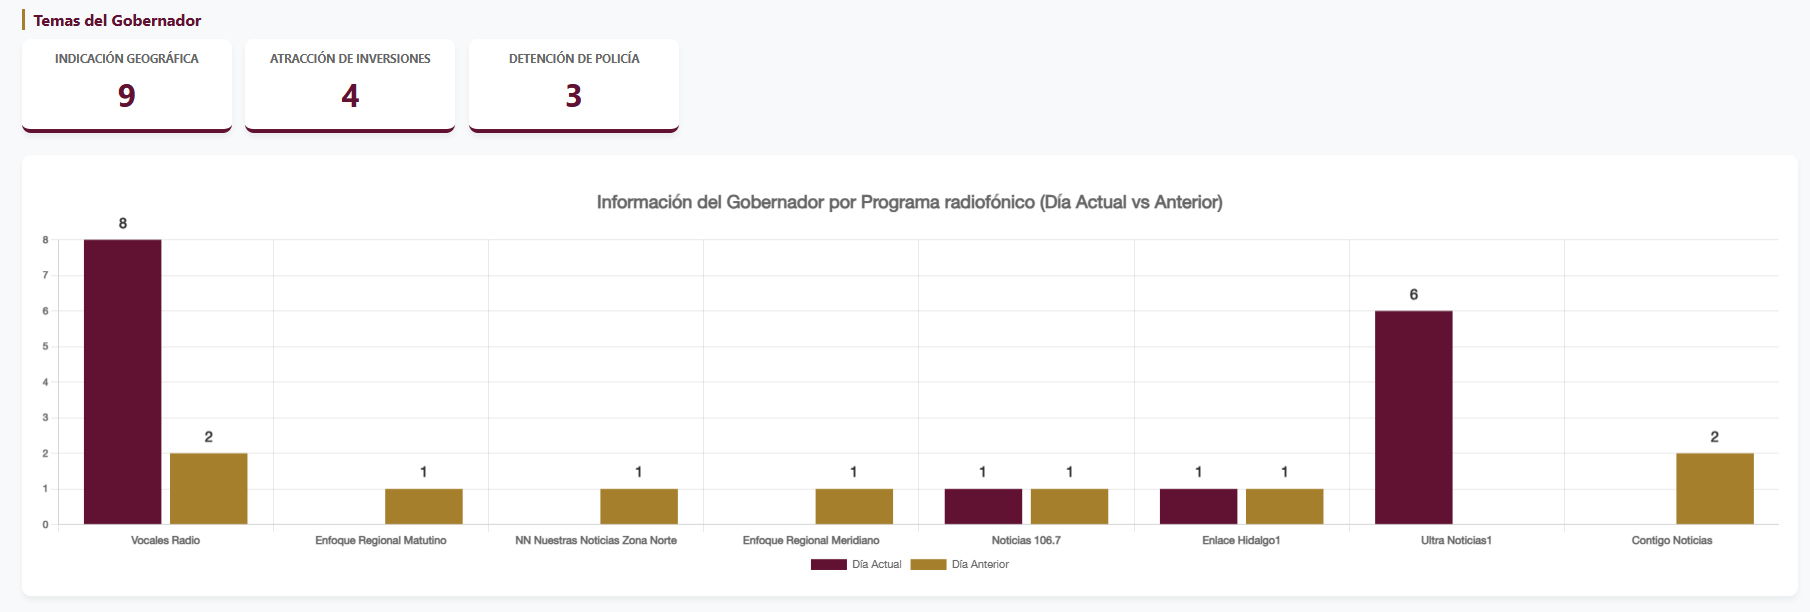 Temas del Gobernador
INDICACIÓN GEOGRÁFICA
9
ATRACCIÓN DE INVERSIONES
4
DETENCIÓN DE POLICÍA
3
Información del Gobernador por Programa radiofónico (Día Actual vs Anterior)
8
7
6
5
4
3
2
1
0
8 2 1 1 1 1 1 1 1 6 2
Vocales Radio Enfoque Regional Matutino NN Nuestras Noticias Zona Norte Enfoque Regional Meridiano Noticias 106.7 Enlace Hidalgo1 Ultra Noticias1 Contigo Noticias
Día Actual Día Anterior